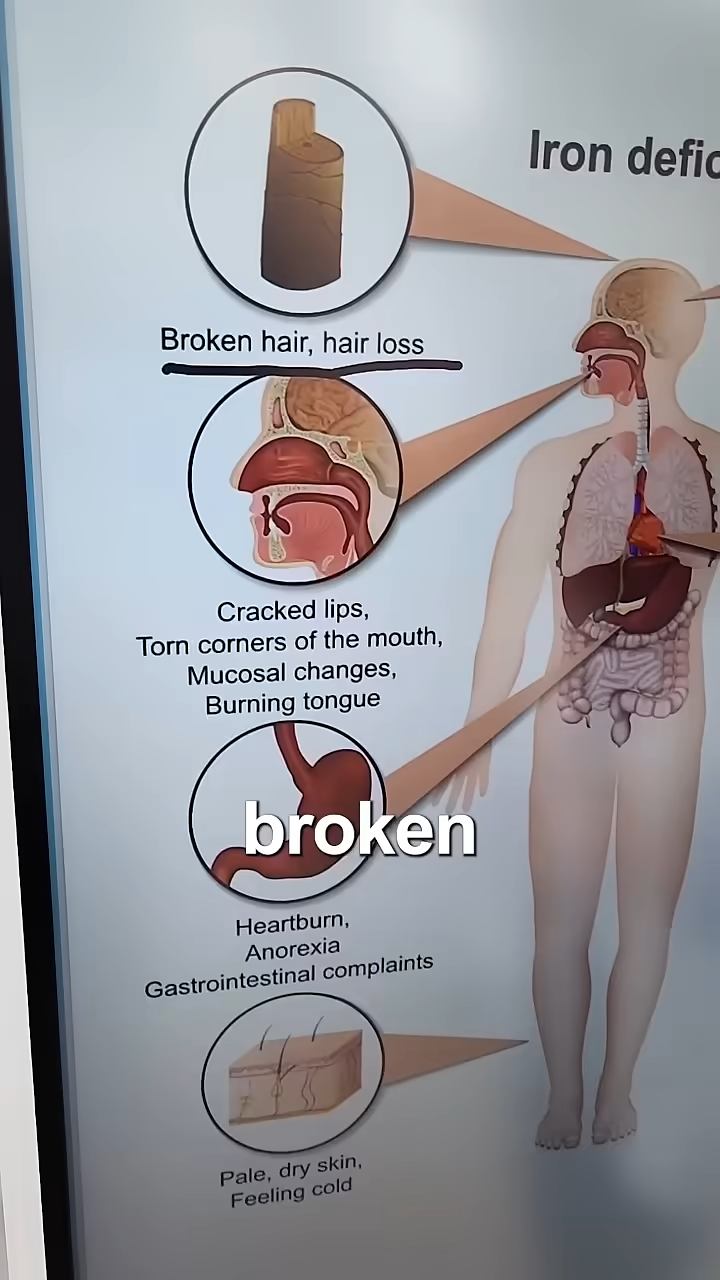 Iron defic
Broken hair, hair loss
Cracked lips,
Torn corners of the mouth,
Mucosal changes,
Burning tongue
broken
Heartburn,
Anorexia
Gastrointestinal complaints
Pale, dry skin,
Feeling cold